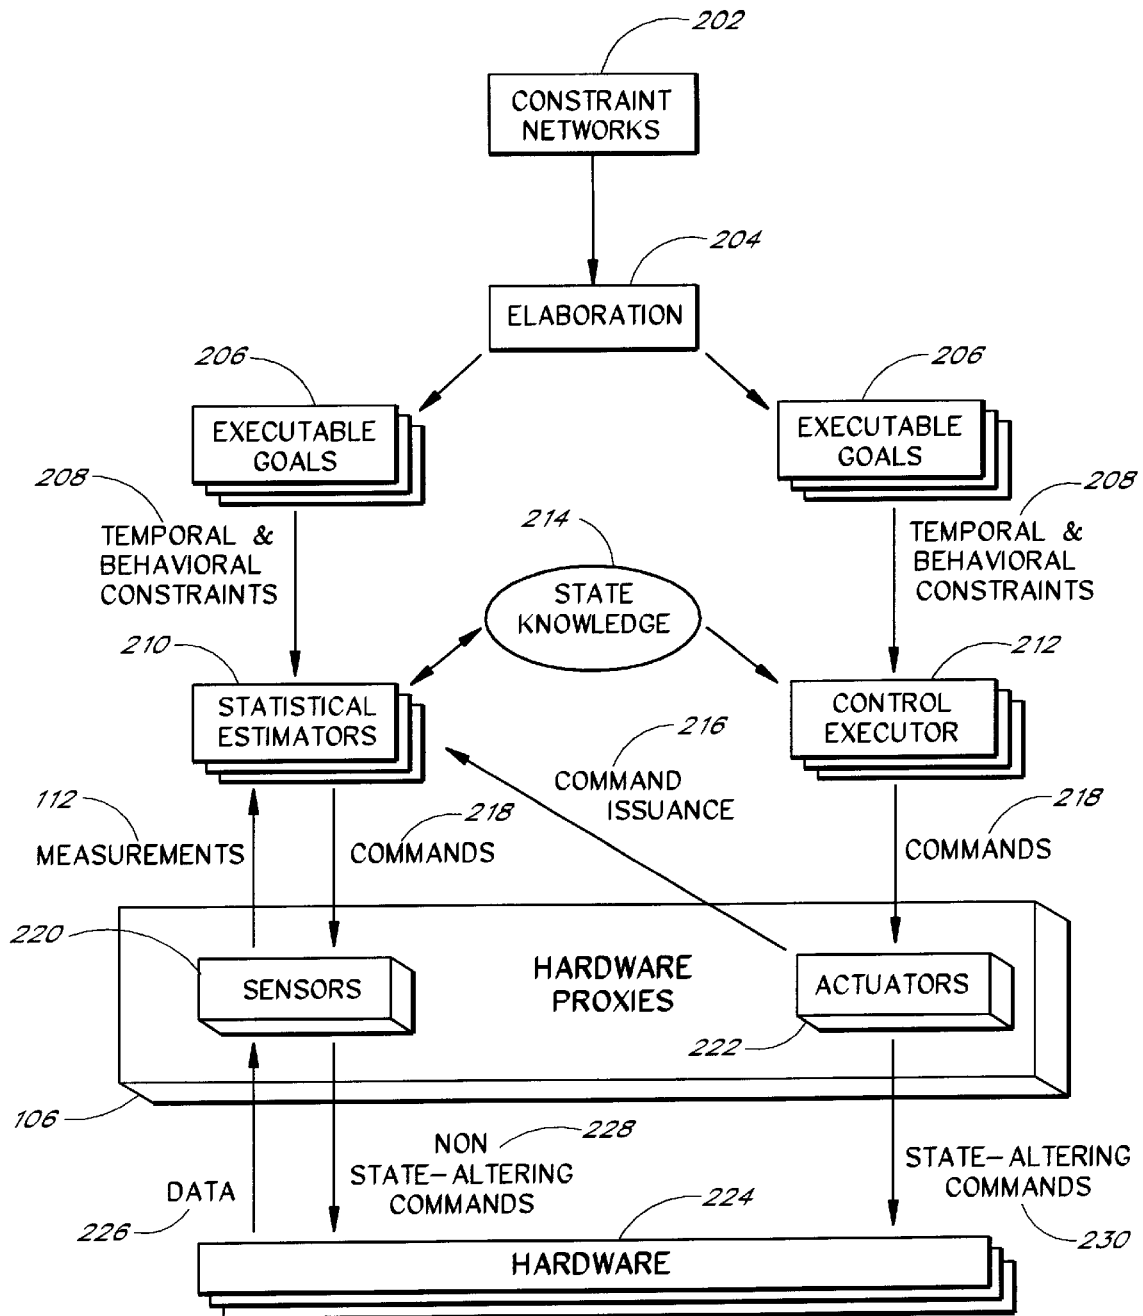 202
CONSTRAINT
NETWORKS
204
ELABORATION
206
206
EXECUTABLE
GOALS
EXECUTABLE
GOALS
208
TEMPORAL &
BEHAVIORAL
CONSTRAINTS
214
STATE
KNOWLEDGE
208
TEMPORAL &
BEHAVIORAL
CONSTRAINTS
210
STATISTICAL
ESTIMATORS
212
CONTROL
EXECUTOR
216
COMMAND
ISSUANCE
112
MEASUREMENTS
218
COMMANDS
218
COMMANDS
220
SENSORS
HARDWARE
PROXIES
ACTUATORS
222
106
NON 228
STATE-ALTERING
COMMANDS
DATA
226
STATE-ALTERING
COMMANDS
230
224
HARDWARE